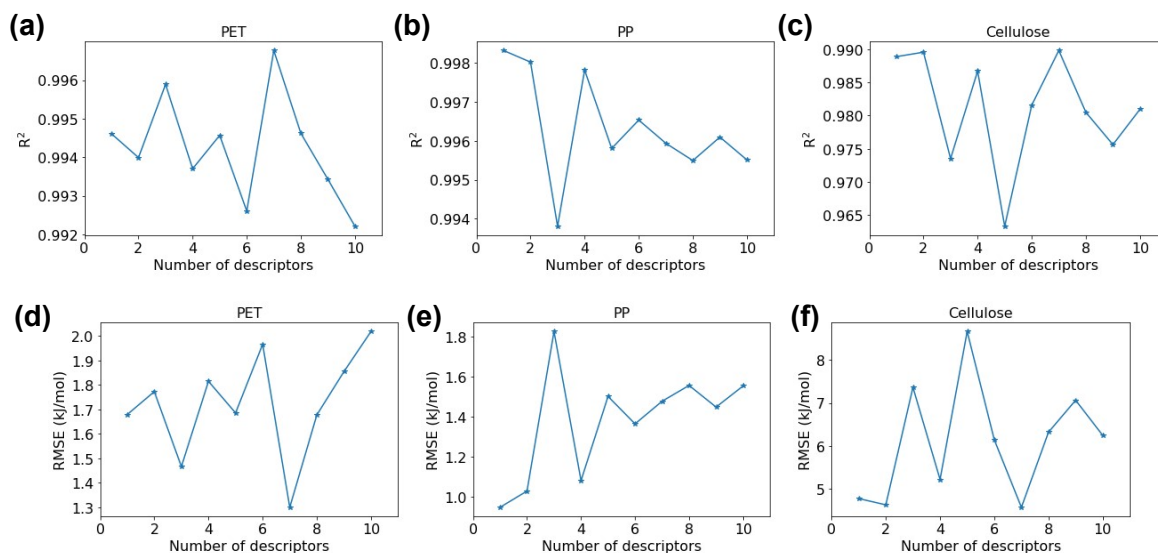 (a)
PET
R²
0.996
0.995
0.994
0.993
0.992
0 2 4 6 8 10
Number of descriptors
(b)
PP
R²
0.998
0.997
0.996
0.995
0.994
0 2 4 6 8 10
Number of descriptors
(c)
Cellulose
R²
0.990
0.985
0.980
0.975
0.970
0.965
0 2 4 6 8 10
Number of descriptors
(d)
PET
RMSE (kJ/mol)
2.0
1.9
1.8
1.7
1.6
1.5
1.4
1.3
0 2 4 6 8 10
Number of descriptors
(e)
PP
RMSE (kJ/mol)
1.8
1.6
1.4
1.2
1.0
0 2 4 6 8 10
Number of descriptors
(f)
Cellulose
RMSE (kJ/mol)
8
7
6
5
0 2 4 6 8 10
Number of descriptors